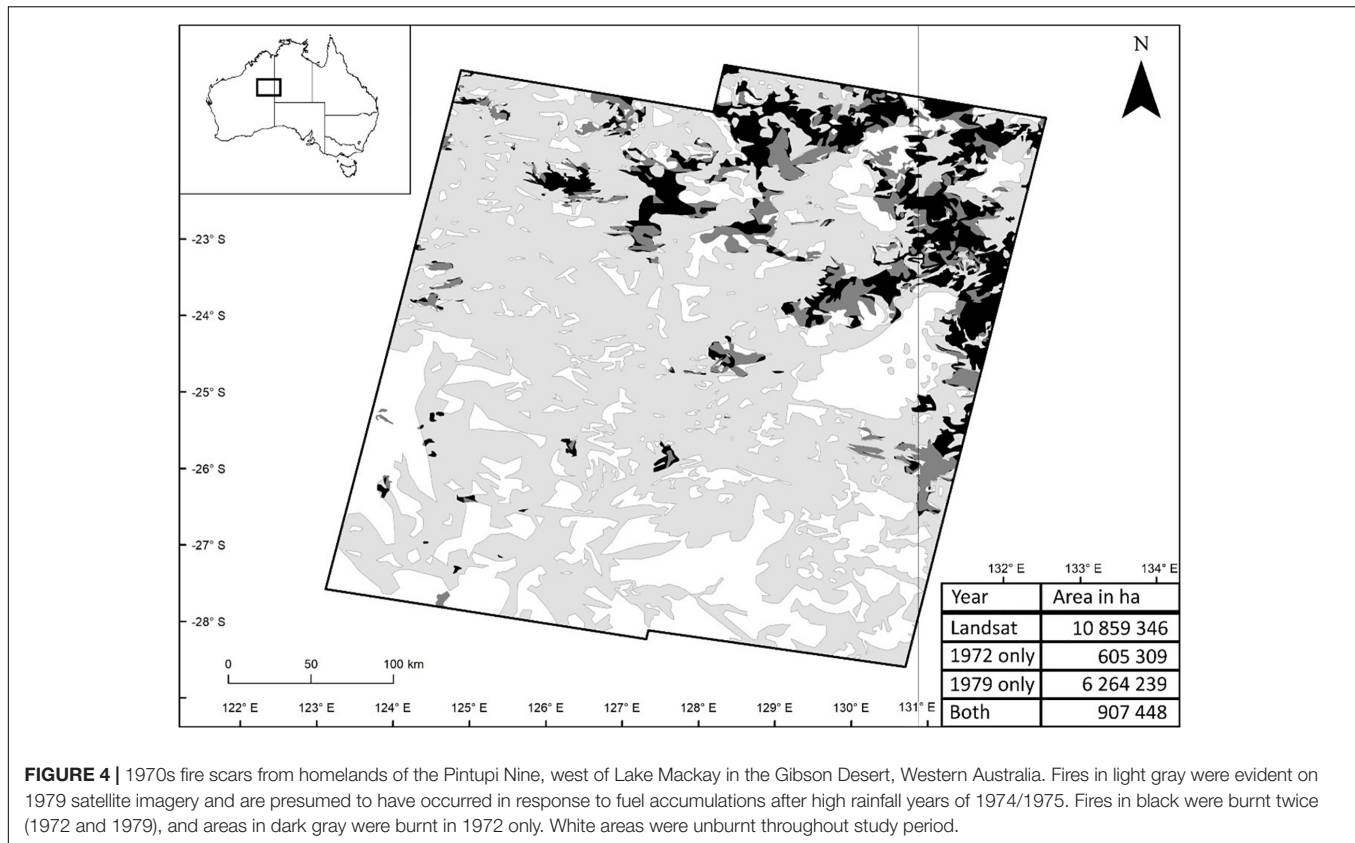 N
-23° S
-24° S
-25° S
-26° S
-27° S
-28° S
0 50 100 km
122° E 123° E 124° E 125° E 126° E 127° E 128° E 129° E 130° E 131° E
132° E 133° E 134° E
Year Area in ha
Landsat 10 859 346
1972 only 605 309
1979 only 6 264 239
Both 907 448
FIGURE 4 | 1970s fire scars from homelands of the Pintupi Nine, west of Lake Mackay in the Gibson Desert, Western Australia. Fires in light gray were evident on
1979 satellite imagery and are presumed to have occurred in response to fuel accumulations after high rainfall years of 1974/1975. Fires in black were burnt twice
(1972 and 1979), and areas in dark gray were burnt in 1972 only. White areas were unburnt throughout study period.